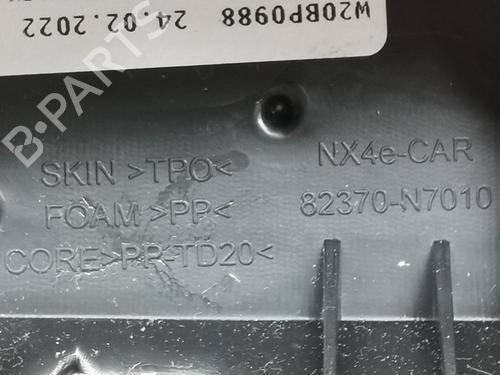 W20BP0988
24.02.2022
B-PARTS
SKIN >TPO<
FOAM >PP<
CORE>PP-TD20<
NX4e-CAR
82370-N7010